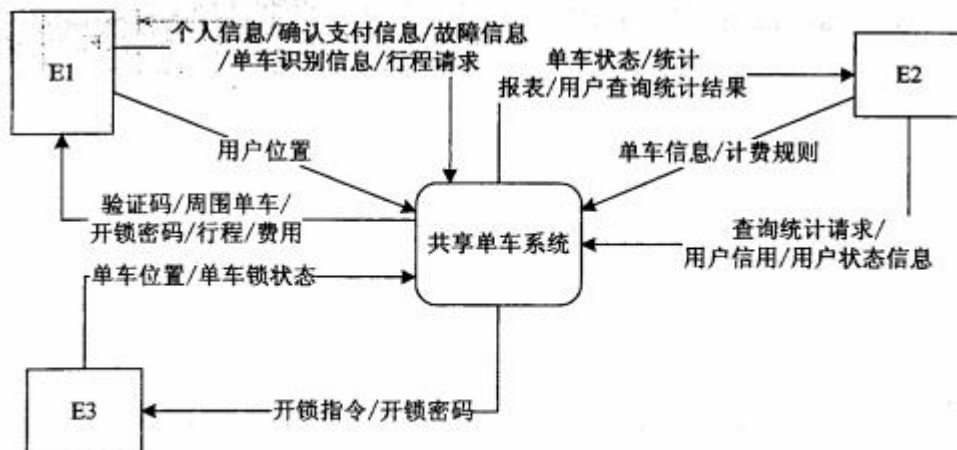 个人信息/确认支付信息/故障信息
/单车识别信息/行程请求
E1
单车状态/统计
报表/用户查询统计结果
E2
用户位置
单车信息/计费规则
验证码/周围单车/
开锁密码/行程/费用
共享单车系统
查询统计请求/
用户信用/用户状态信息
单车位置/单车锁状态
E3
开锁指令/开锁密码